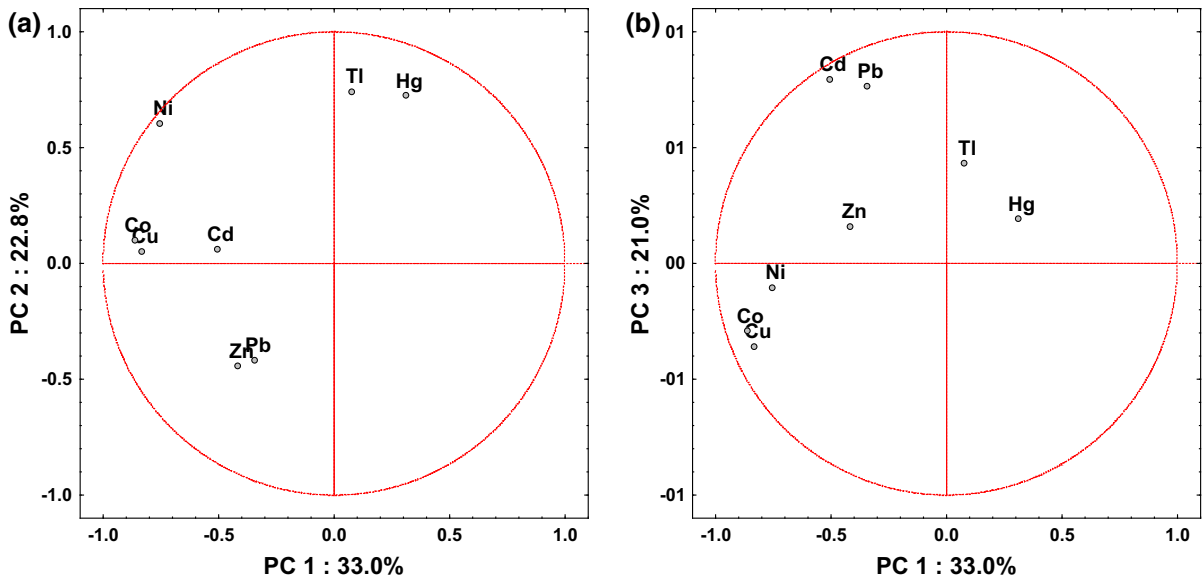 (a)
1.0
0.5
0.0
-0.5
-1.0
PC 2 : 22.8%
Tl
Hg
Ni
Co
Cu
Cd
Zn
Pb
-1.0 -0.5 0.0 0.5 1.0
PC 1 : 33.0%
(b)
01
01
00
-01
-01
PC 3 : 21.0%
Cd
Pb
Tl
Zn
Hg
Ni
Co
Cu
-1.0 -0.5 0.0 0.5 1.0
PC 1 : 33.0%